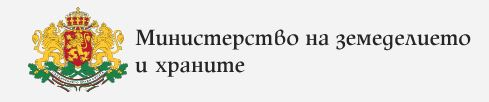 Министерство на земеделието
и храните